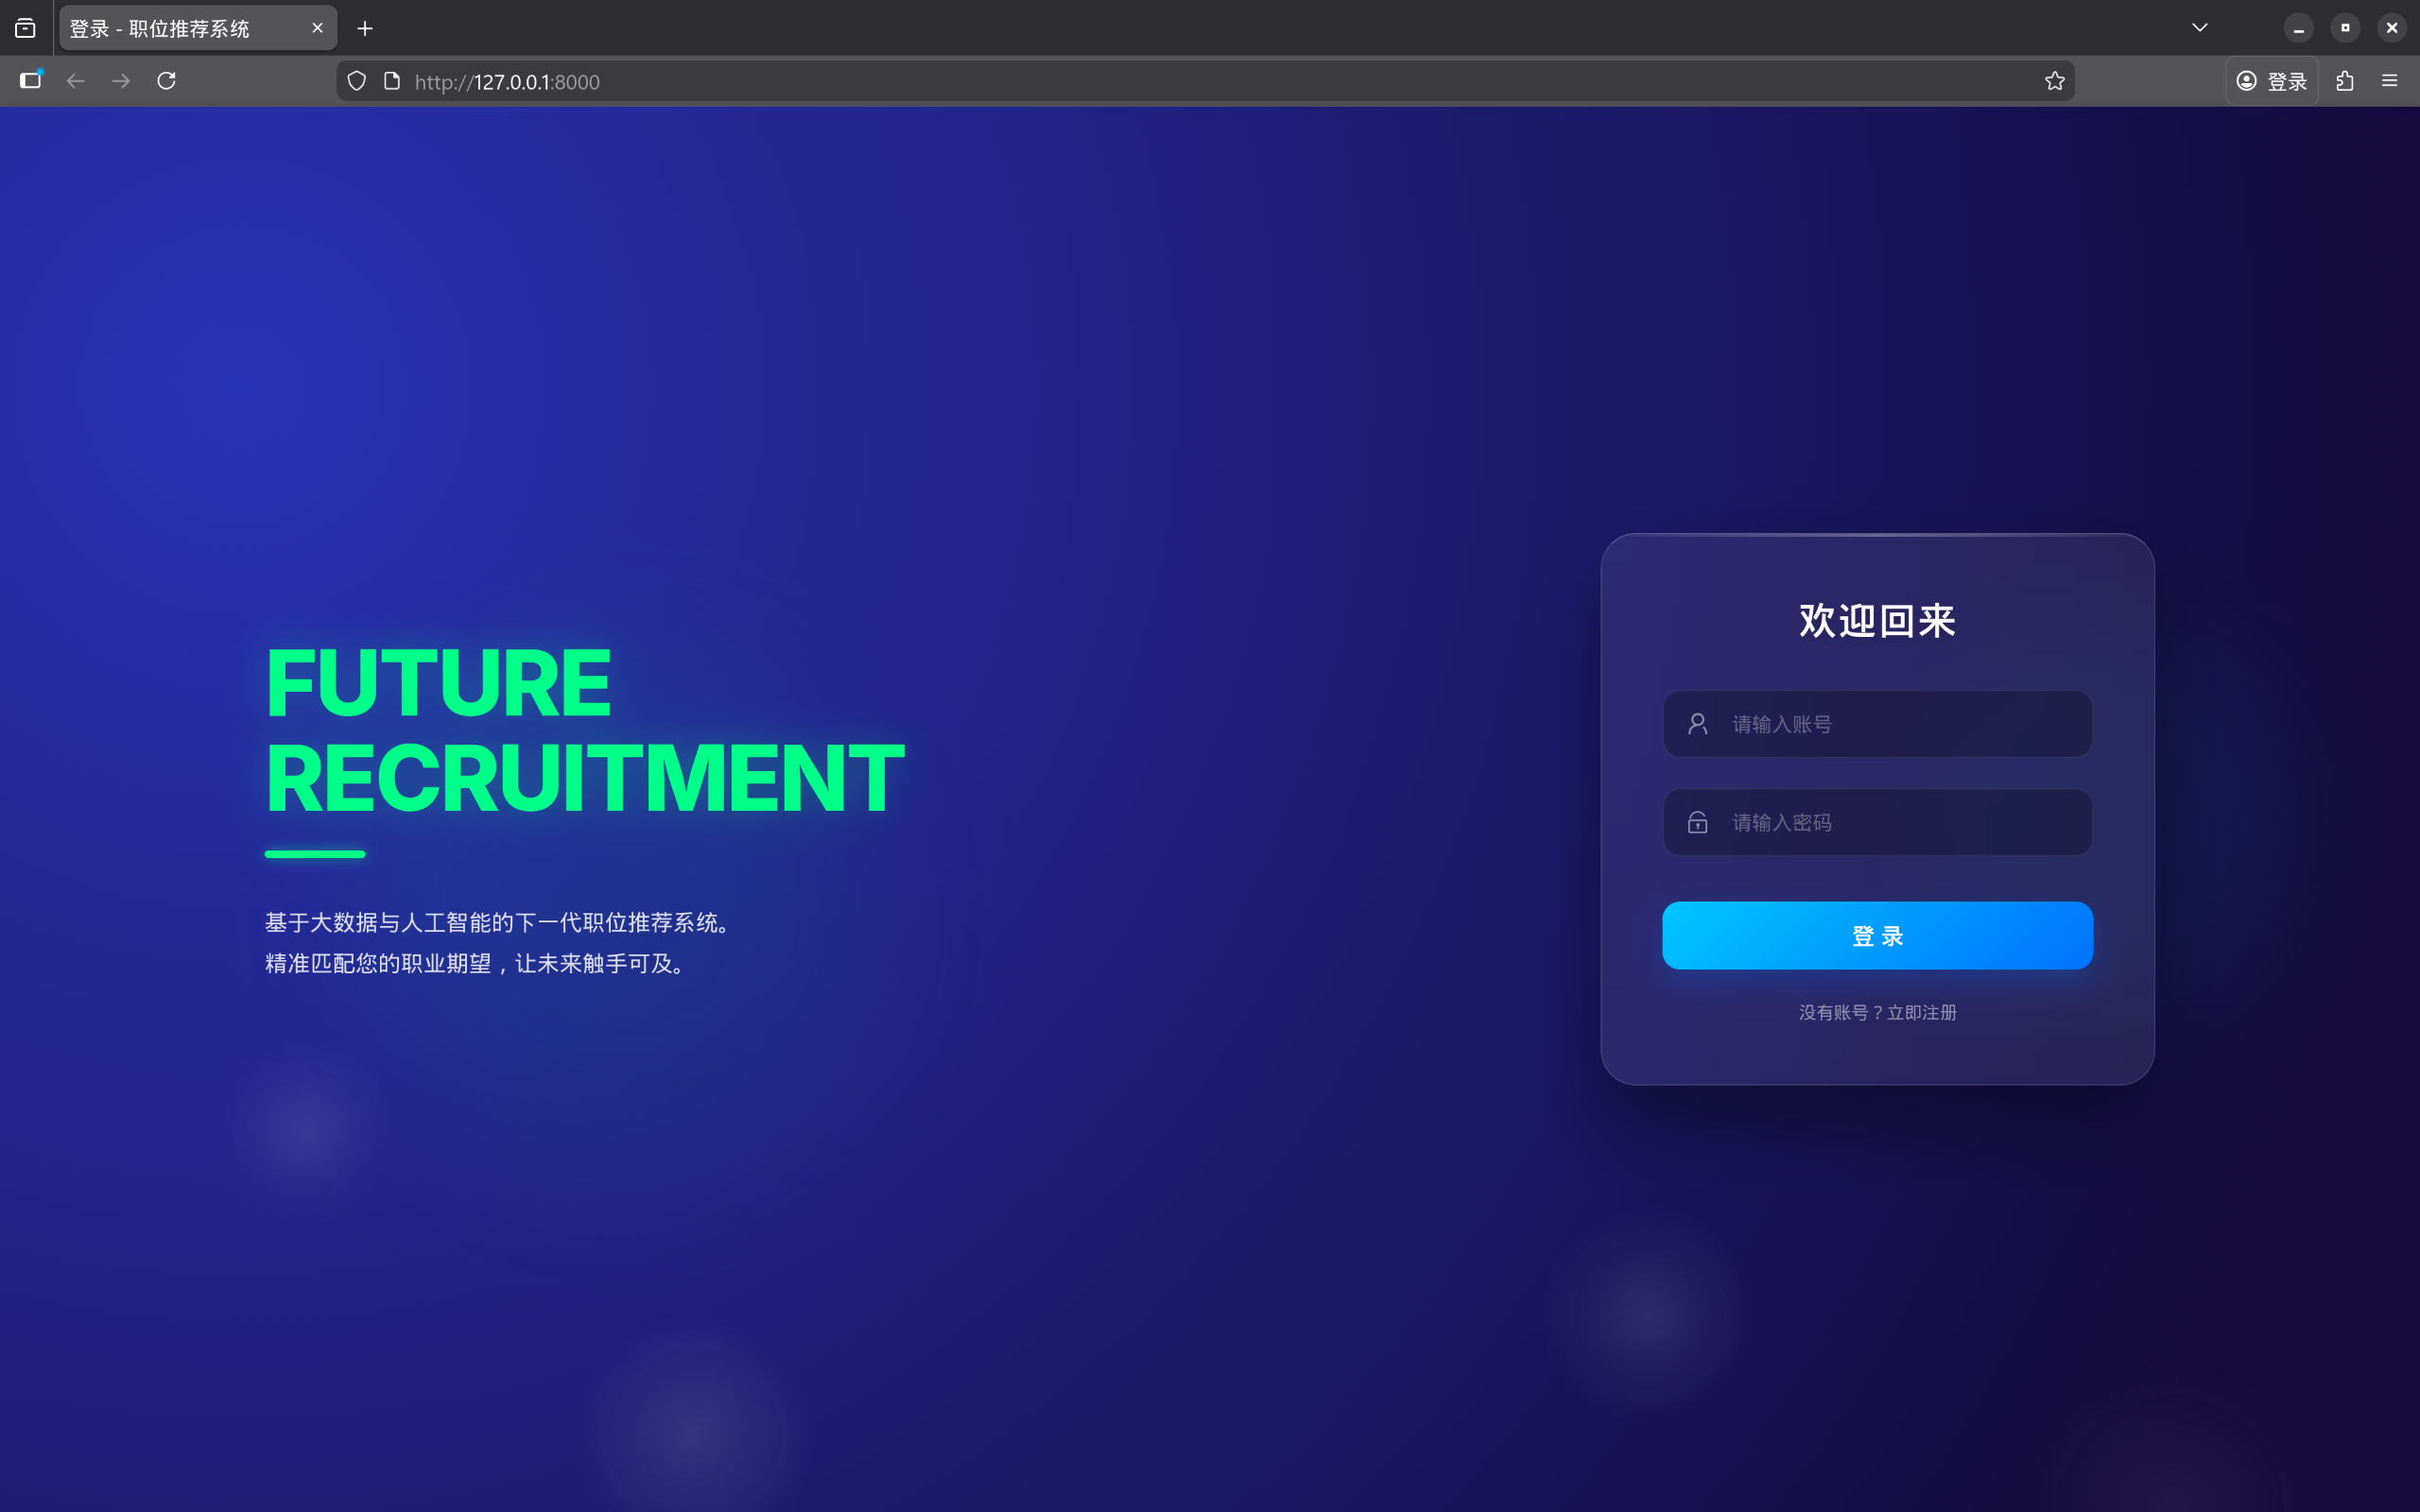 登录 - 职位推荐系统
http://127.0.0.1:8000
登录
FUTURE
RECRUITMENT
基于大数据与人工智能的下一代职位推荐系统。
精准匹配您的职业期望，让未来触手可及。
欢迎回来
请输入账号
请输入密码
登 录
没有账号？立即注册